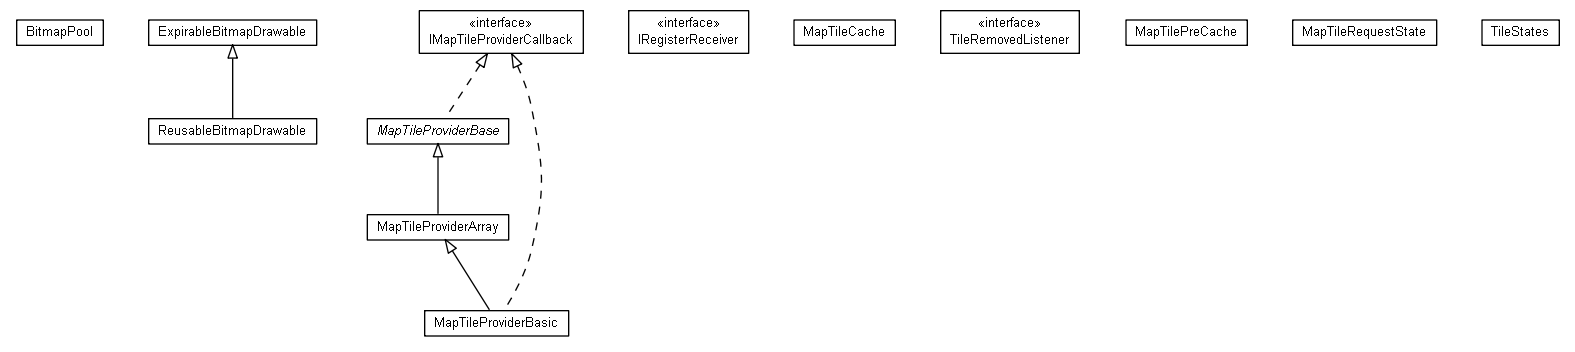 BitmapPool
ExpirableBitmapDrawable
«interface»
IMapTileProviderCallback
«interface»
IRegisterReceiver
MapTileCache
«interface»
TileRemovedListener
MapTilePreCache
MapTileRequestState
TileStates
ReusableBitmapDrawable
MapTileProviderBase
MapTileProviderArray
MapTileProviderBasic